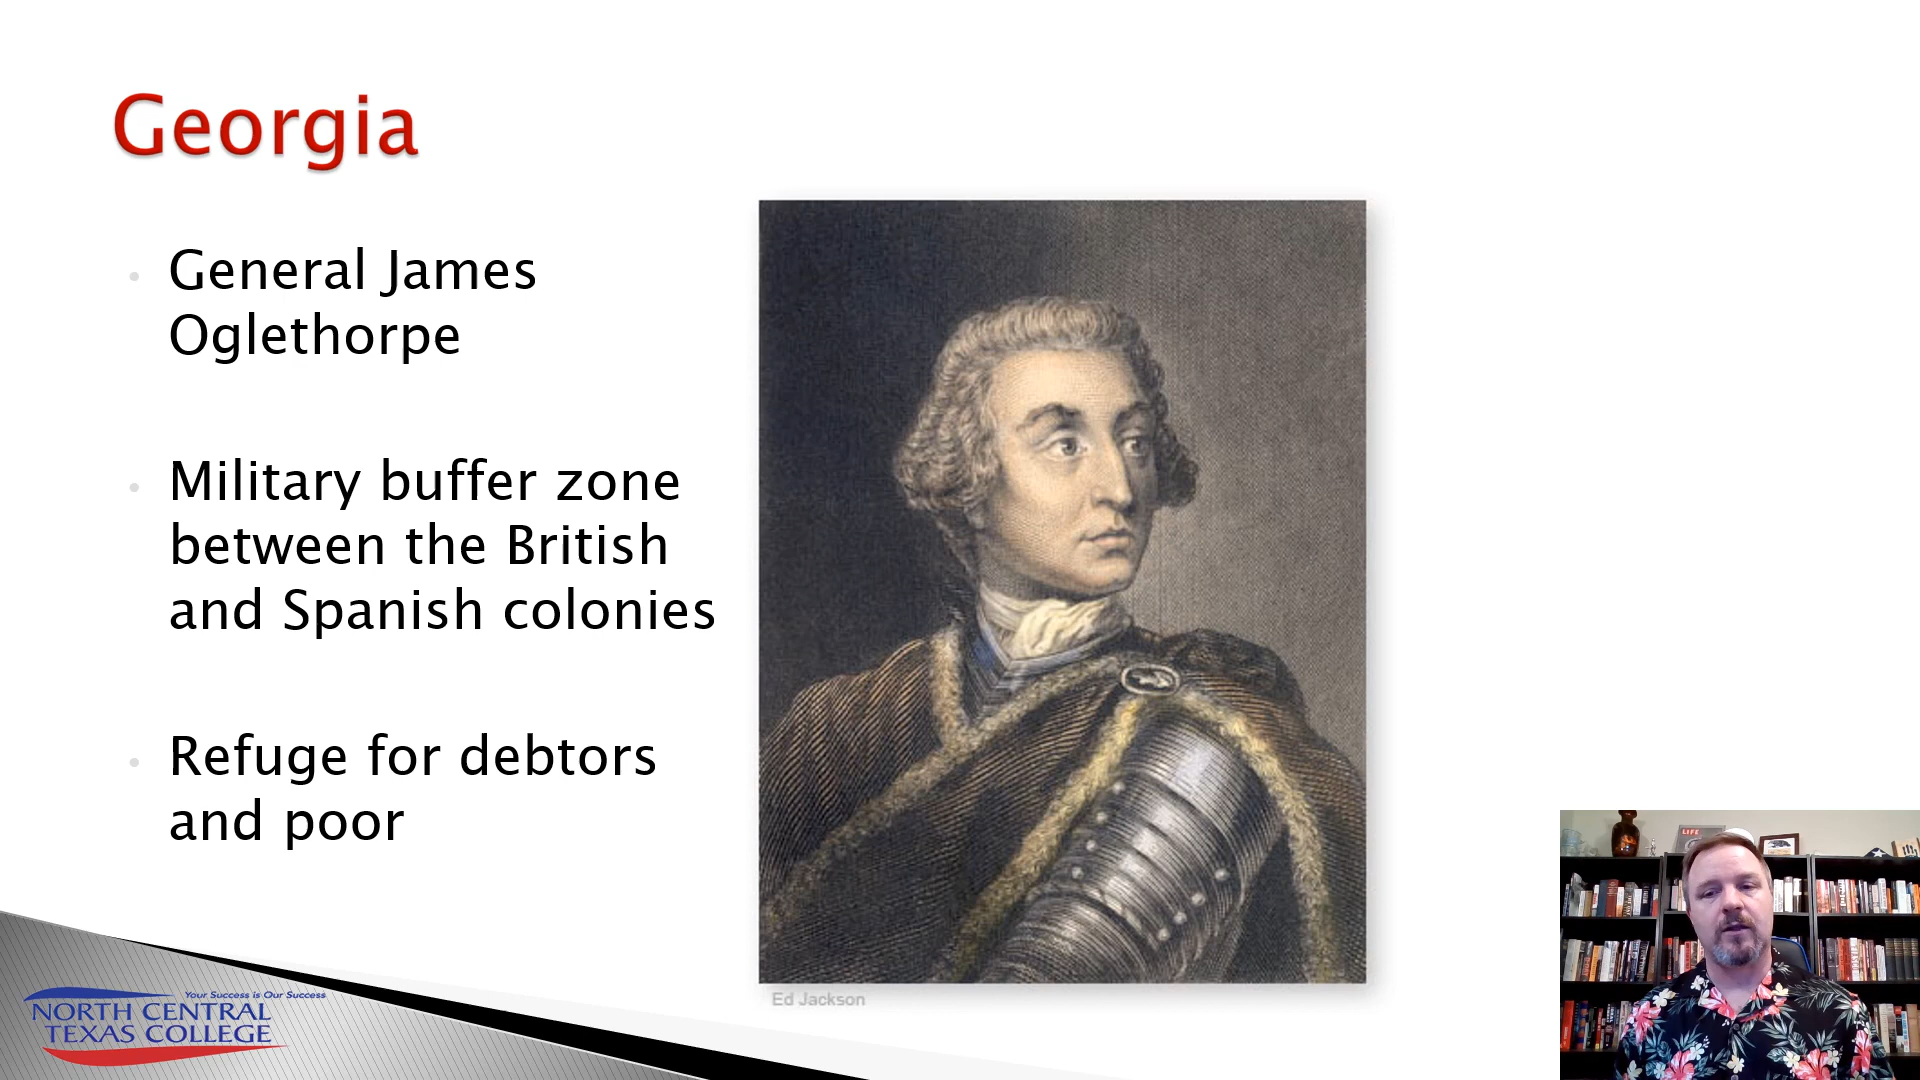 Georgia
General James
Oglethorpe
Military buffer zone
between the British
and Spanish colonies
Refuge for debtors
and poor
Ed Jackson
Your Success is Our Success
NORTH CENTRAL
TEXAS COLLEGE
LIFE